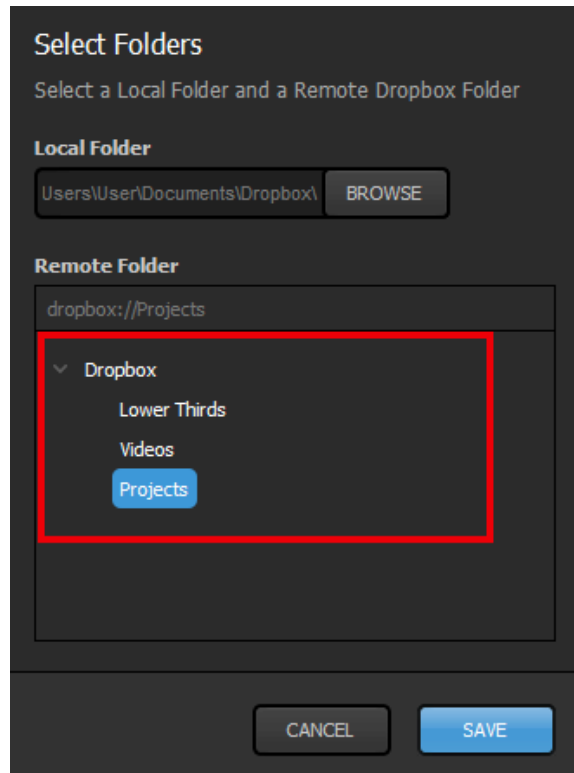 Select Folders
Select a Local Folder and a Remote Dropbox Folder
Local Folder
Users\User\Documents\Dropbox\ BROWSE
Remote Folder
dropbox://Projects
Dropbox
Lower Thirds
Videos
Projects
CANCEL SAVE